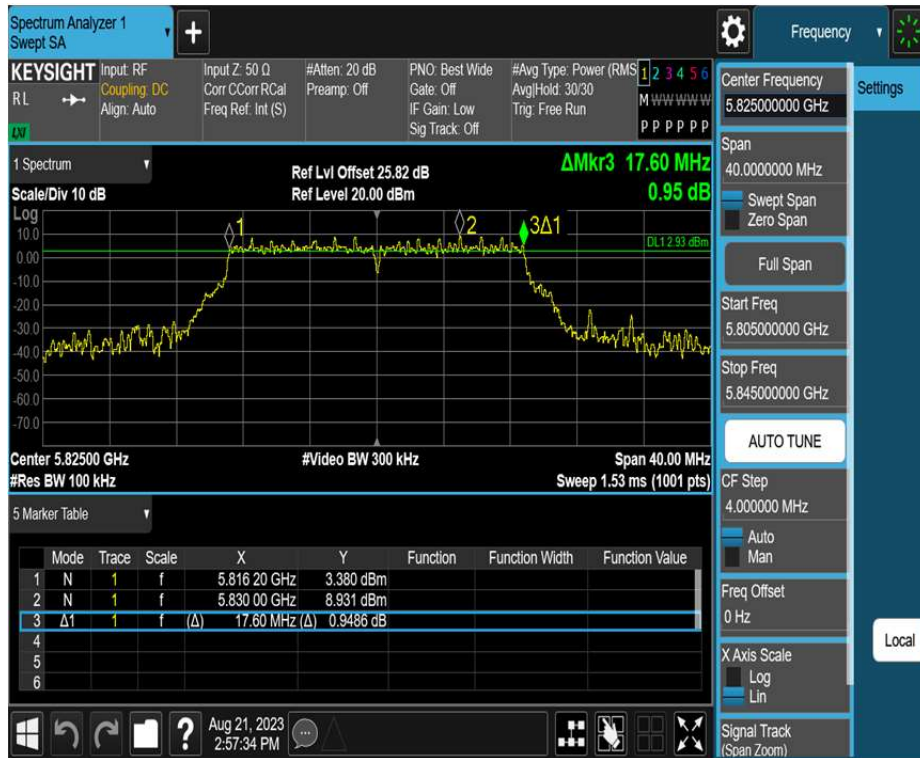 Spectrum Analyzer 1
Swept SA
+
Frequency
KEYSIGHT
RL
LXI
Input: RF
Coupling: DC
Align: Auto
Input Z: 50 Ω
Corr CCorr RCal
Freq Ref: Int (S)
#Atten: 20 dB
Preamp: Off
PNO: Best Wide
Gate: Off
IF Gain: Low
Sig Track: Off
#Avg Type: Power (RMS
Avg|Hold: 30/30
Trig: Free Run
1 2 3 4 5 6
M W W W W W
P P P P P P
1 Spectrum
Scale/Div 10 dB
Ref Lvl Offset 25.82 dB
Ref Level 20.00 dBm
ΔMkr3 17.60 MHz
0.95 dB
Log
10.0
0.00
-10.0
-20.0
-30.0
-40.0
-50.0
-60.0
-70.0
1
2
3Δ1
DL1 2.93 dBm
Center 5.82500 GHz
#Res BW 100 kHz
#Video BW 300 kHz
Span 40.00 MHz
Sweep 1.53 ms (1001 pts)
5 Marker Table
Mode Trace Scale X Y Function Function Width Function Value
1 N 1 f 5.816 20 GHz 3.380 dBm
2 N 1 f 5.830 00 GHz 8.931 dBm
3 Δ1 1 f (Δ) 17.60 MHz (Δ) 0.9486 dB
4
5
6
Aug 21, 2023
2:57:34 PM
?
Center Frequency
5.825000000 GHz
Settings
Span
40.0000000 MHz
Swept Span
Zero Span
Full Span
Start Freq
5.805000000 GHz
Stop Freq
5.845000000 GHz
AUTO TUNE
CF Step
4.000000 MHz
Auto
Man
Freq Offset
0 Hz
Local
X Axis Scale
Log
Lin
Signal Track
(Span Zoom)